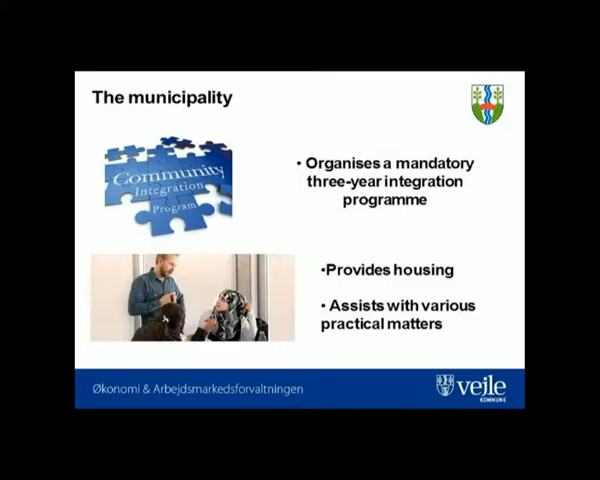 The municipality
Community
Integration
Program
• Organises a mandatory
three-year integration
programme
•Provides housing
• Assists with various
practical matters
Økonomi & Arbejdsmarkedsforvaltningen
vejle
KOMMUNE